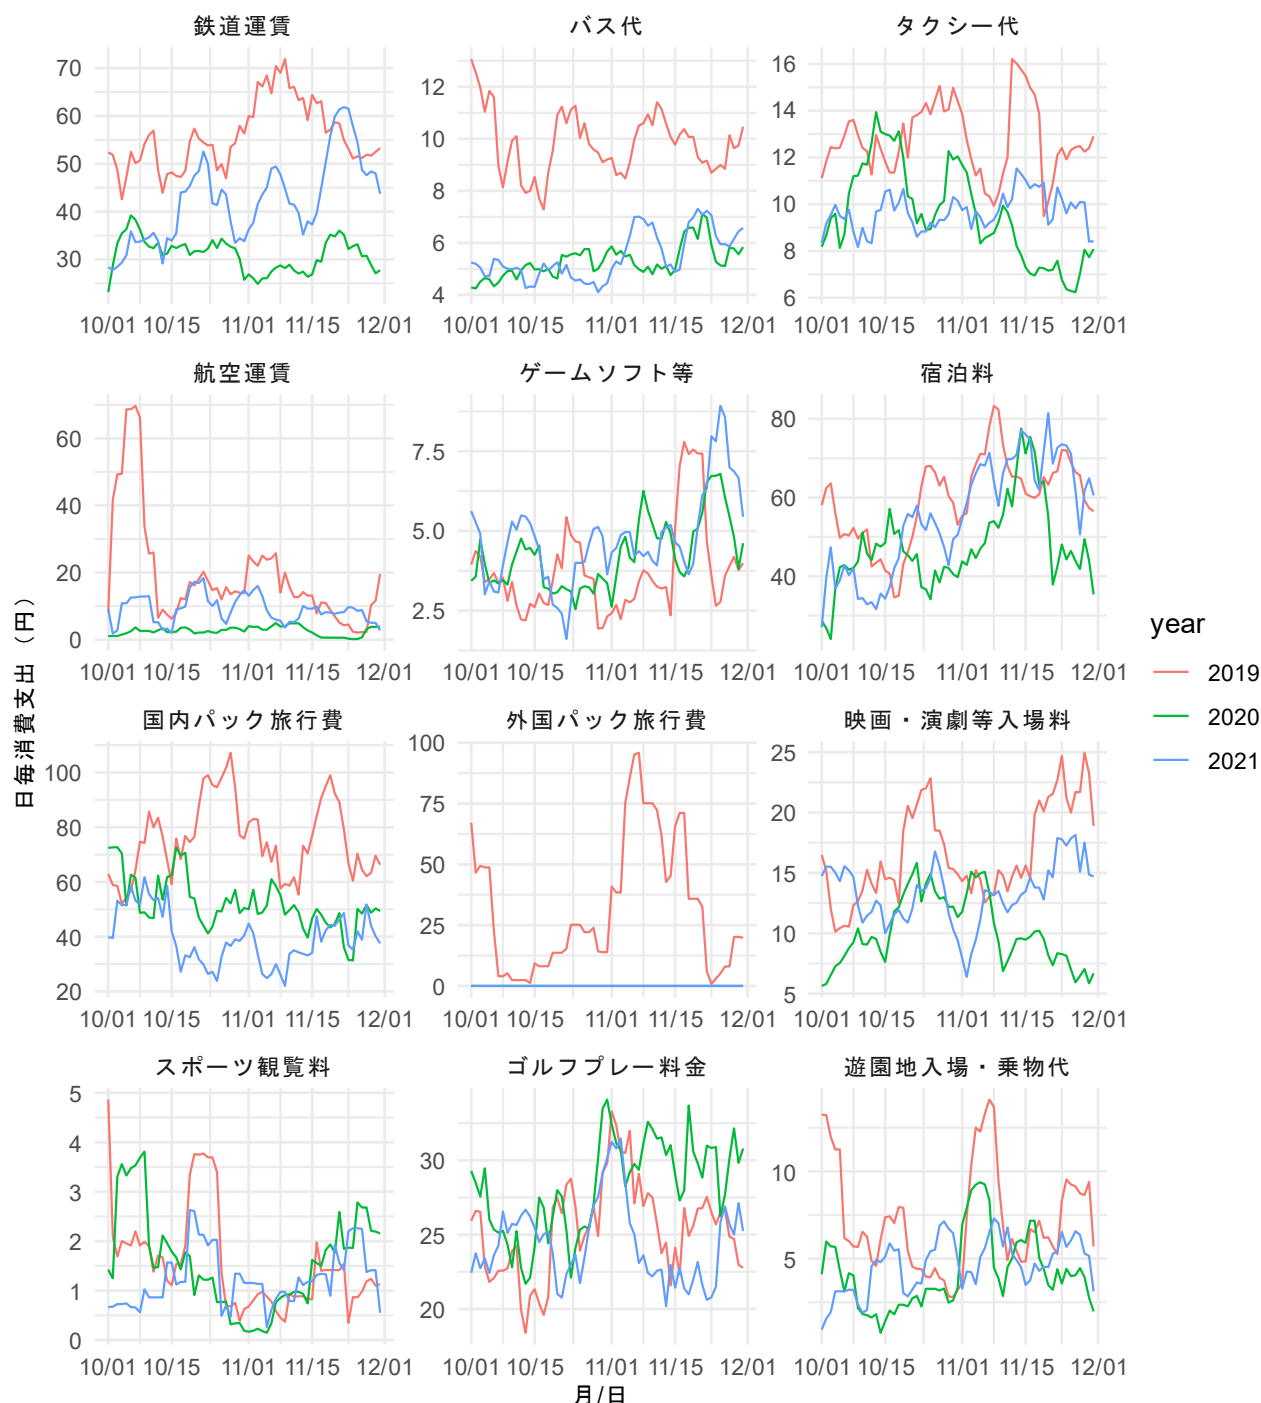 鉄道運賃
バス代
タクシー代
70
60
50
40
30
12
10
8
6
4
16
14
12
10
8
6
10/01 10/15 11/01 11/15 12/01
10/01 10/15 11/01 11/15 12/01
10/01 10/15 11/01 11/15 12/01
航空運賃
ゲームソフト等
宿泊料
60
40
20
0
7.5
5.0
2.5
80
60
40
10/01 10/15 11/01 11/15 12/01
10/01 10/15 11/01 11/15 12/01
10/01 10/15 11/01 11/15 12/01
日毎消費支出（円）
year
2019
2020
2021
国内パック旅行費
外国パック旅行費
映画・演劇等入場料
100
80
60
40
20
100
75
50
25
0
25
20
15
10
5
10/01 10/15 11/01 11/15 12/01
10/01 10/15 11/01 11/15 12/01
10/01 10/15 11/01 11/15 12/01
スポーツ観覧料
ゴルフプレー料金
遊園地入場・乗物代
5
4
3
2
1
0
30
25
20
10
5
10/01 10/15 11/01 11/15 12/01
10/01 10/15 11/01 11/15 12/01
10/01 10/15 11/01 11/15 12/01
月/日